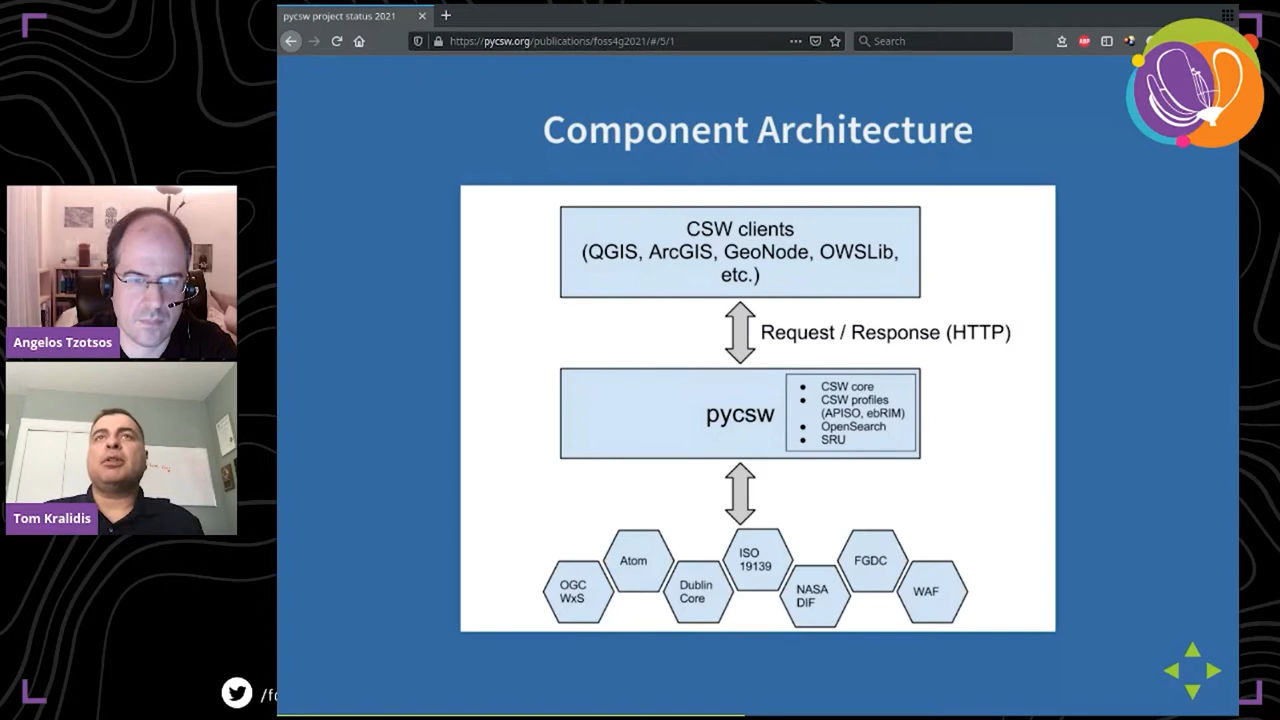 pycsw project status 2021
https://pycsw.org/publications/foss4g2021/#/5/1
Search
ABP
Component Architecture
CSW clients
(QGIS, ArcGIS, GeoNode, OWSLib,
etc.)
Request / Response (HTTP)
pycsw
CSW core
CSW profiles
(APISO, ebRIM)
OpenSearch
SRU
OGC
WxS
Atom
Dublin
Core
ISO
19139
NASA
DIF
FGDC
WAF
Angelos Tzotsos
Tom Kralidis